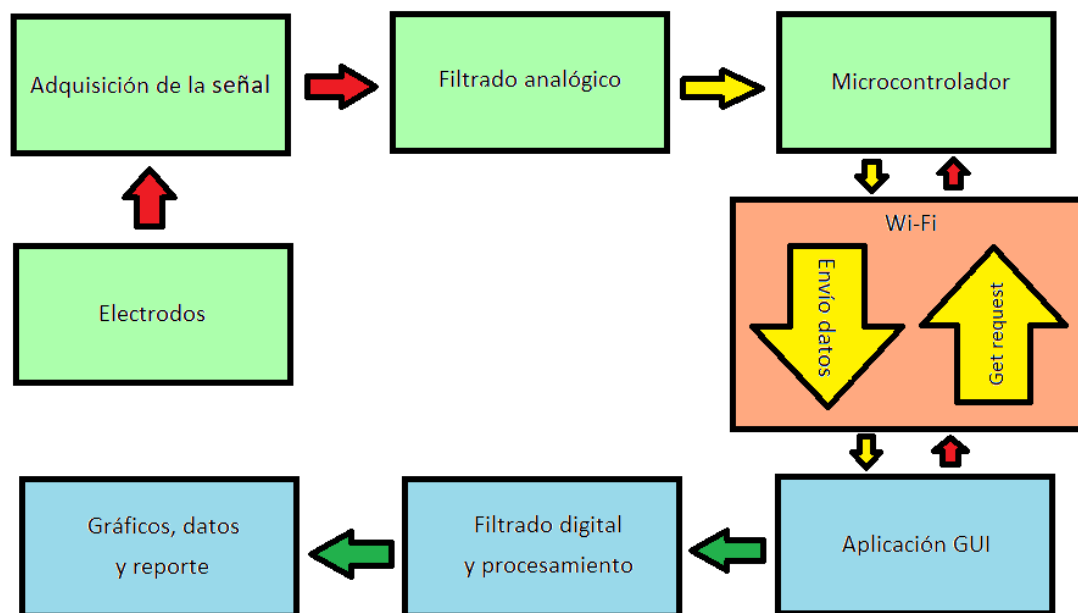 Adquisición de la señal
Filtrado analógico
Microcontrolador
Electrodos
Wi-Fi
Envío datos
Get request
Gráficos, datos
y reporte
Filtrado digital
y procesamiento
Aplicación GUI